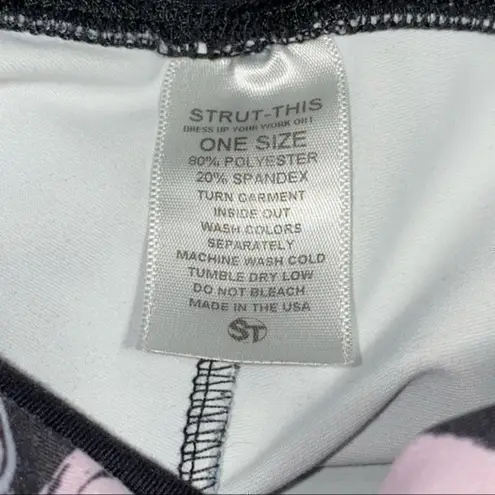 STRUT-THIS
DRESS UP YOUR WORK OUT
ONE SIZE
80% POLYESTER
20% SPANDEX
TURN GARMENT
INSIDE OUT
WASH COLORS
SEPARATELY
MACHINE WASH COLD
TUMBLE DRY LOW
DO NOT BLEACH
MADE IN THE USA
ST